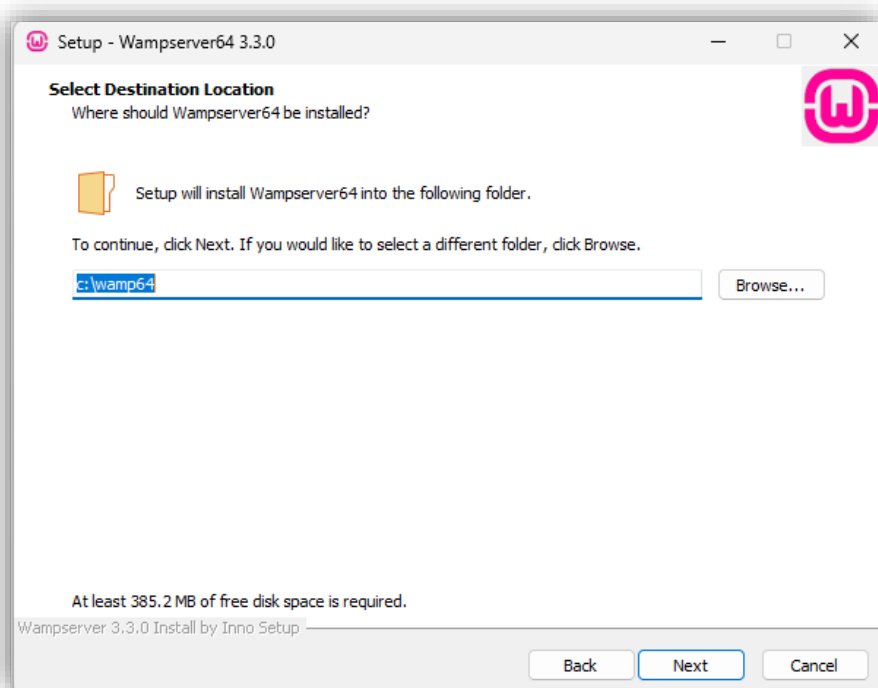 Setup - Wampserver64 3.3.0
Select Destination Location
Where should Wampserver64 be installed?
Setup will install Wampserver64 into the following folder.
To continue, click Next. If you would like to select a different folder, click Browse.
c:\wamp64
Browse...
At least 385.2 MB of free disk space is required.
Wampserver 3.3.0 Install by Inno Setup
Back Next Cancel